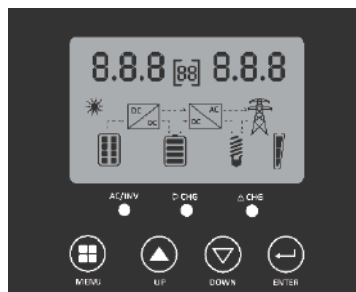 8.8.8 [88] 8.8.8
DC AC
DC DC
AC/INV CHG CHG
MENU UP DOWN ENTER